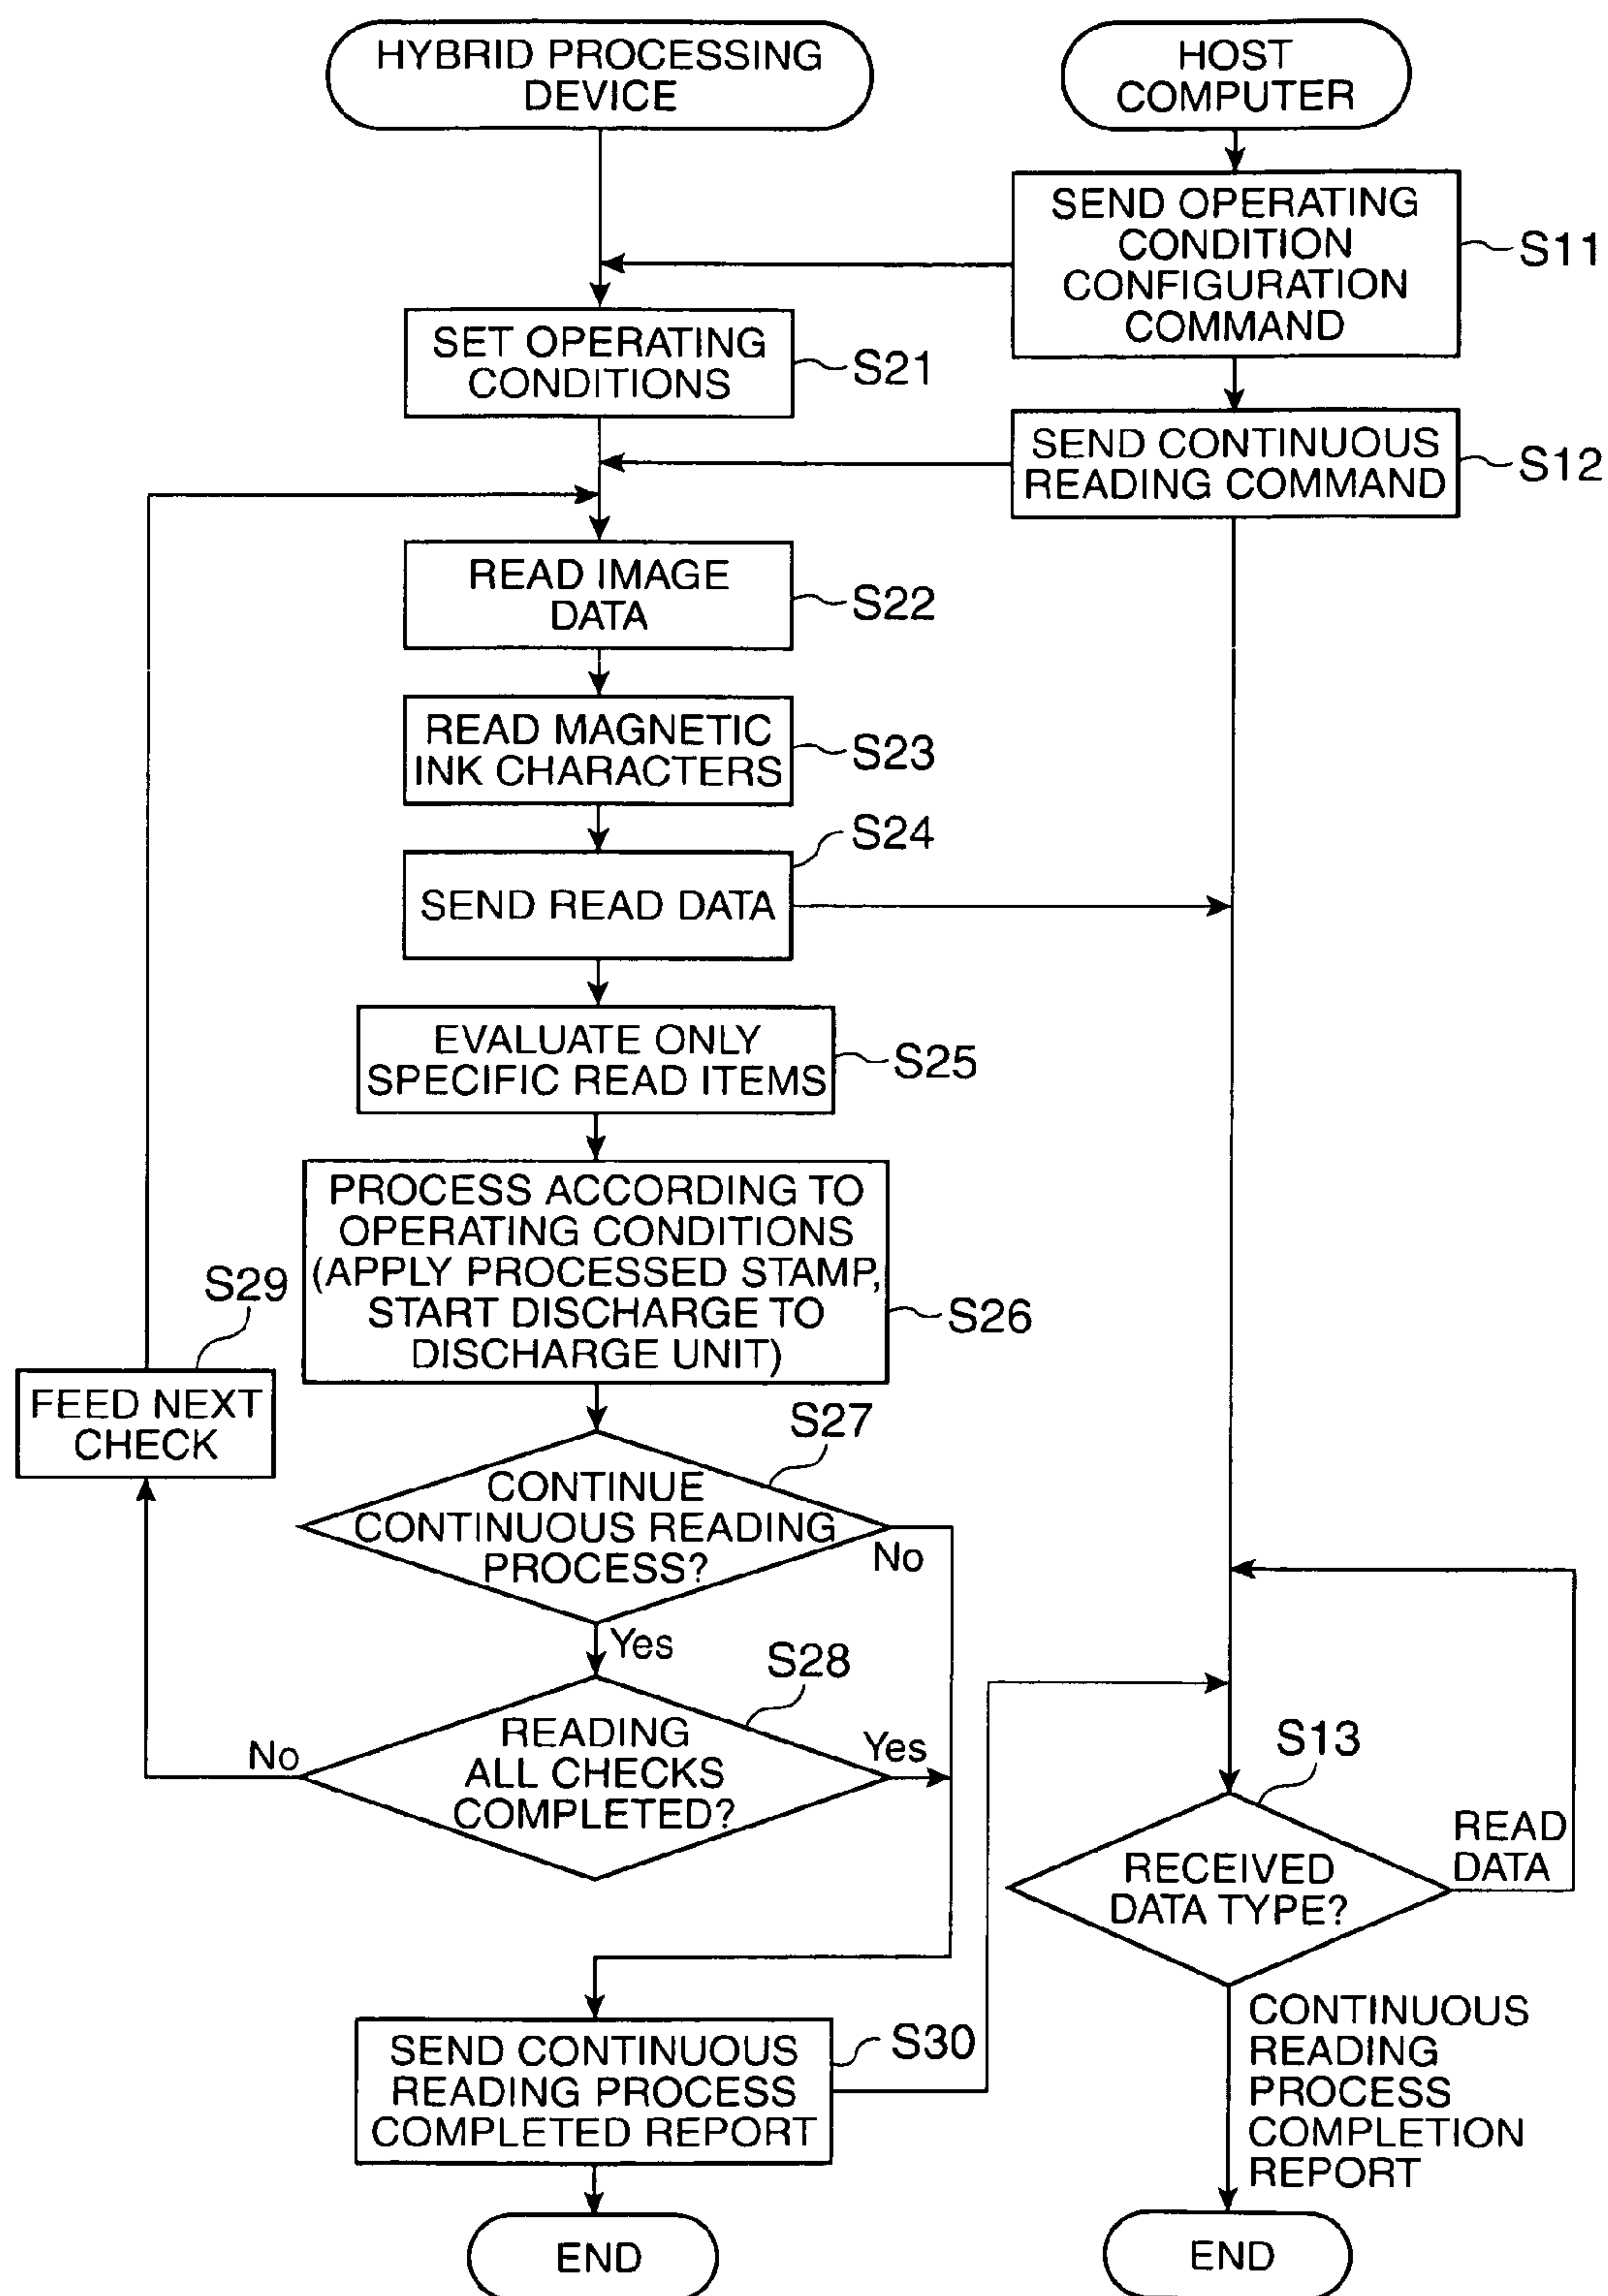 HYBRID PROCESSING
DEVICE
HOST
COMPUTER
SEND OPERATING
CONDITION
CONFIGURATION
COMMAND
S11
SET OPERATING
CONDITIONS
S21
SEND CONTINUOUS
READING COMMAND
S12
READ IMAGE
DATA
S22
READ MAGNETIC
INK CHARACTERS
S23
S24
SEND READ DATA
EVALUATE ONLY
SPECIFIC READ ITEMS
S25
PROCESS ACCORDING TO
OPERATING CONDITIONS
(APPLY PROCESSED STAMP,
START DISCHARGE TO
DISCHARGE UNIT)
S26
S29
FEED NEXT
CHECK
S27
CONTINUE
CONTINUOUS READING
PROCESS?
No
Yes
S28
READING
ALL CHECKS
COMPLETED?
No
Yes
S13
RECEIVED
DATA TYPE?
READ
DATA
CONTINUOUS
READING
PROCESS
COMPLETION
REPORT
SEND CONTINUOUS
READING PROCESS
COMPLETED REPORT
S30
END
END